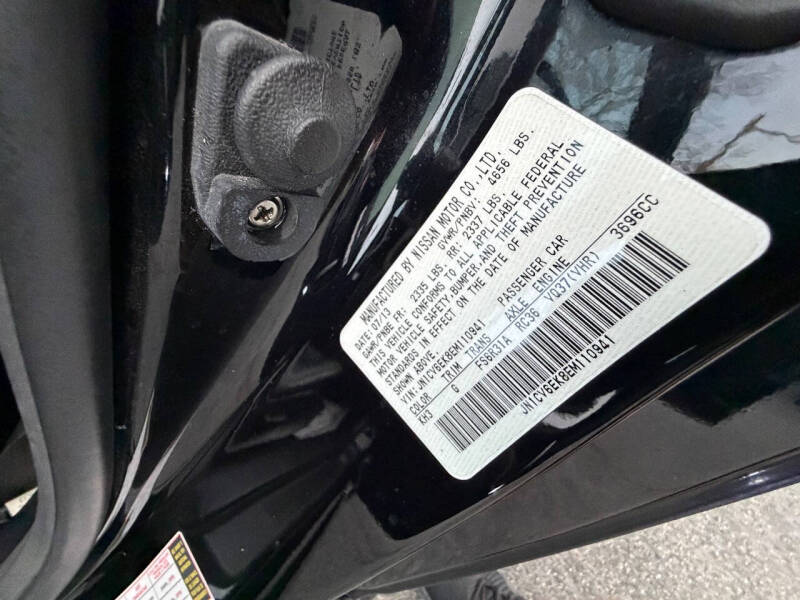 MANUFACTURED BY NISSAN MOTOR CO.,LTD.
DATE:07/13 GVWR/PNBV: 4656 LBS.
GAWR/PNBE FR: 2335 LBS. RR: 2337 LBS.
THIS VEHICLE CONFORMS TO ALL APPLICABLE FEDERAL
MOTOR VEHICLE SAFETY,BUMPER,AND THEFT PREVENTION
STANDARDS IN EFFECT ON THE DATE OF MANUFACTURE
SHOWN ABOVE.
VIN:JN1CV6EK8EM110941 PASSENGER CAR
COLOR TRIM TRANS AXLE ENGINE
KH3 G FS6R31A RC36 VQ37(VHR) 3696CC
JN1CV6EK8EM110941